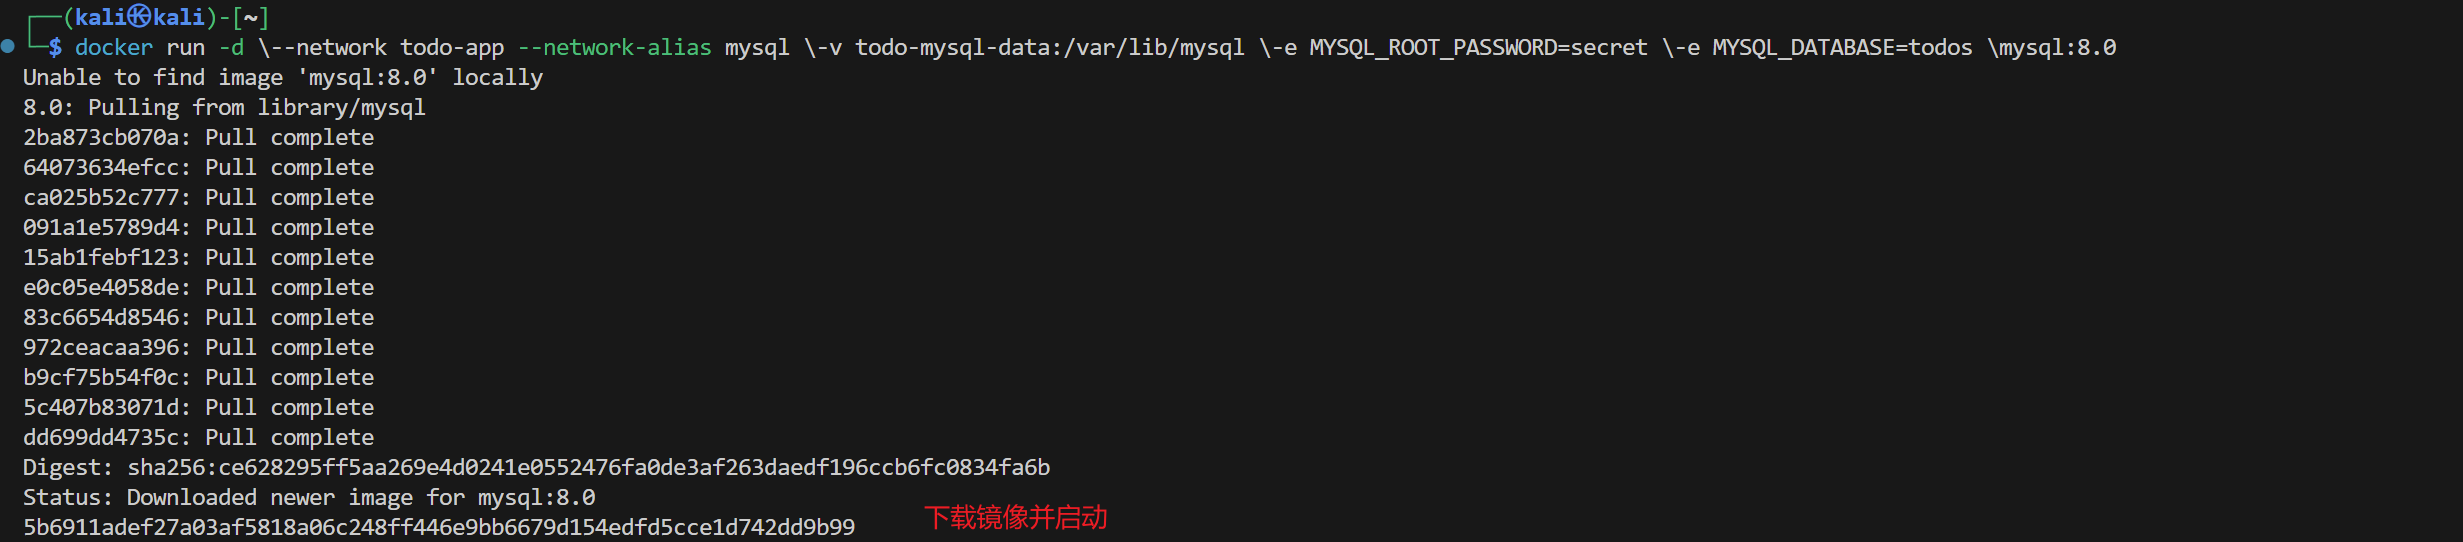 ┌──(kali㉿kali)-[~]
└─$ docker run -d \--network todo-app --network-alias mysql \-v todo-mysql-data:/var/lib/mysql \-e MYSQL_ROOT_PASSWORD=secret \-e MYSQL_DATABASE=todos \mysql:8.0
Unable to find image 'mysql:8.0' locally
8.0: Pulling from library/mysql
2ba873cb070a: Pull complete
64073634efcc: Pull complete
ca025b52c777: Pull complete
091a1e5789d4: Pull complete
15ab1febf123: Pull complete
e0c05e4058de: Pull complete
83c6654d8546: Pull complete
972ceacaa396: Pull complete
b9cf75b54f0c: Pull complete
5c407b83071d: Pull complete
dd699dd4735c: Pull complete
Digest: sha256:ce628295ff5aa269e4d0241e0552476fa0de3af263daedf196ccb6fc0834fa6b
Status: Downloaded newer image for mysql:8.0
5b6911adef27a03af5818a06c248ff446e9bb6679d154edfd5cce1d742dd9b99
下载镜像并启动